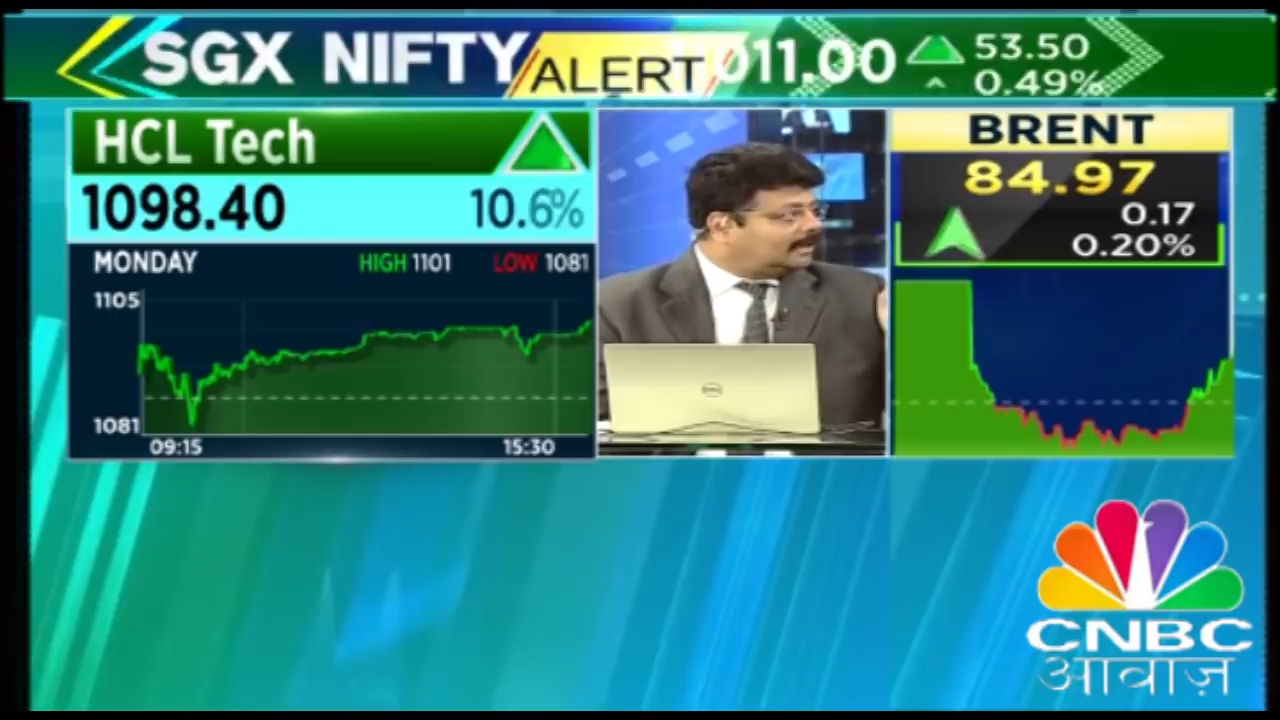 SGX NIFTY ALERT 011.00 53.50
0.49%
HCL Tech
1098.40 10.6%
MONDAY HIGH 1101 LOW 1081
1105
1081
09:15 15:30
BRENT
84.97
0.17
0.20%
DELL
CNBC
आवाज़